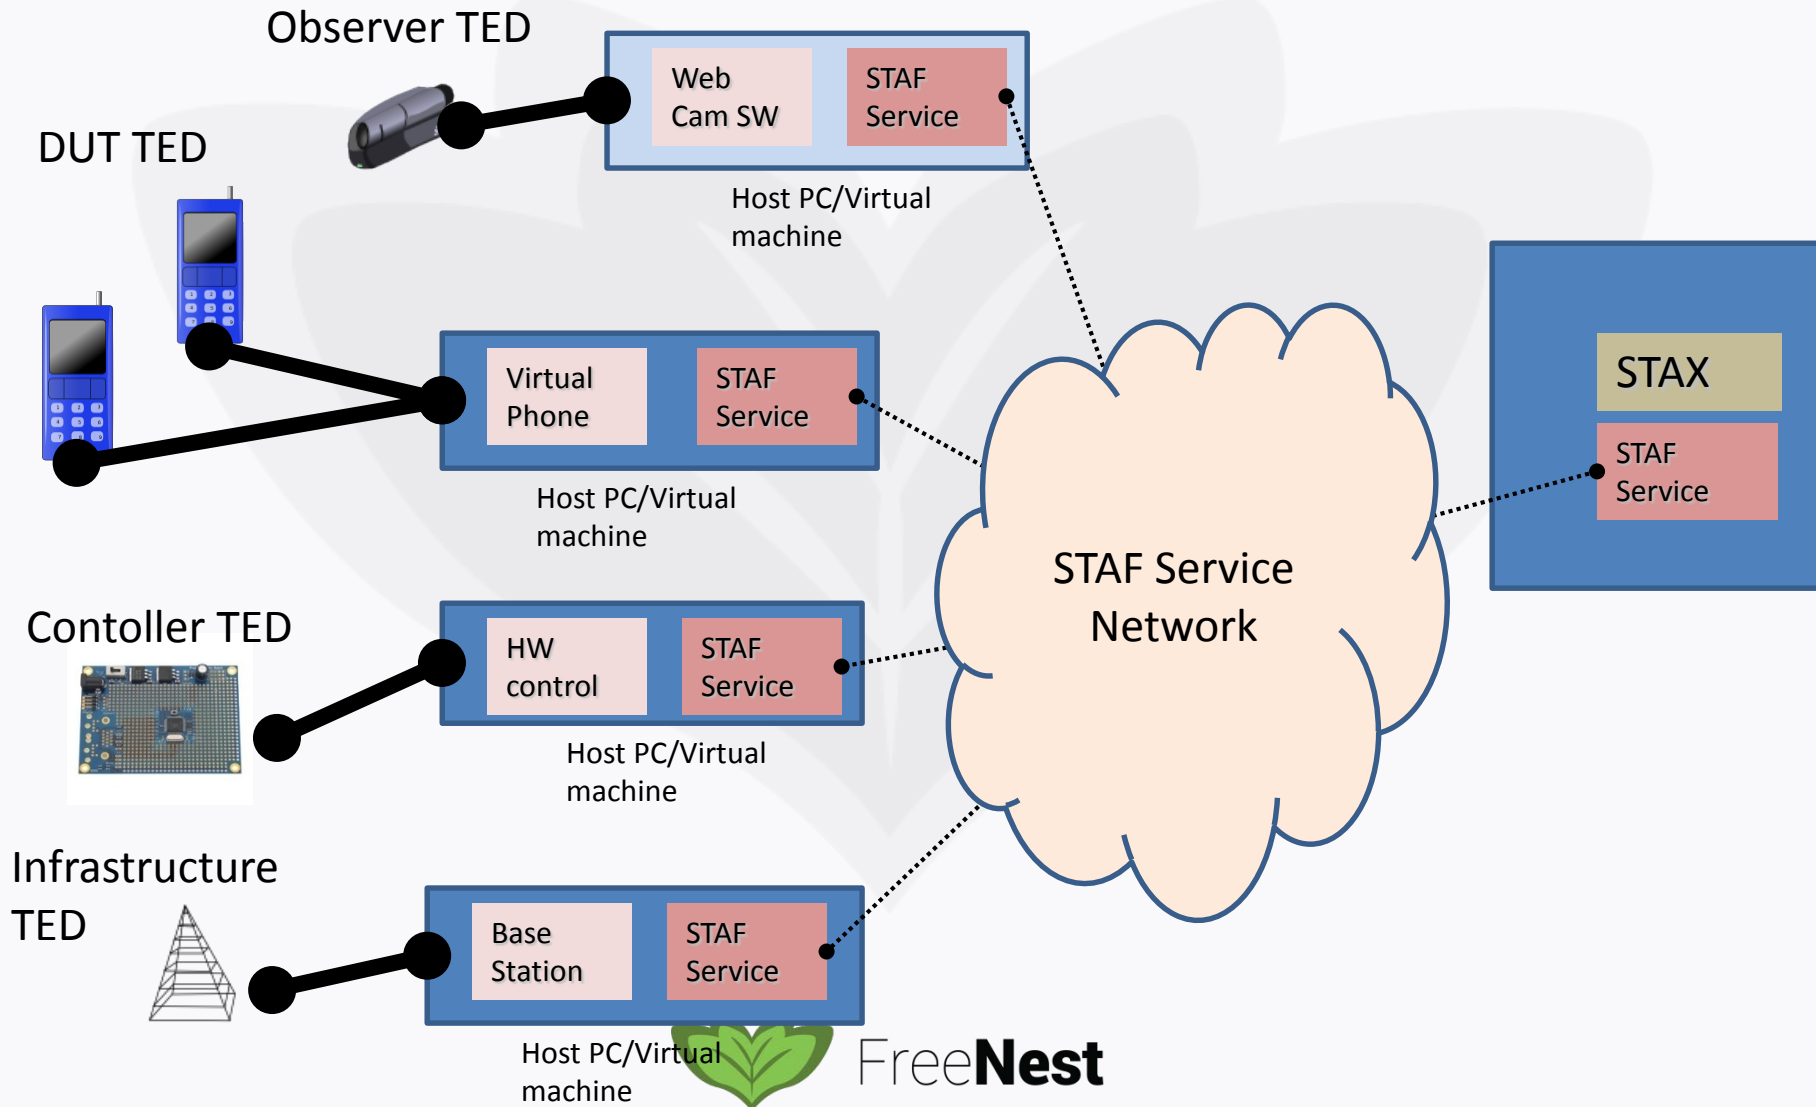 Observer TED
Web
Cam SW
STAF
Service
Host PC/Virtual
machine
DUT TED
Virtual
Phone
STAF
Service
Host PC/Virtual
machine
Contoller TED
HW
control
STAF
Service
Host PC/Virtual
machine
Infrastructure
TED
Base
Station
STAF
Service
Host PC/Virtual
machine
STAF Service
Network
STAX
STAF
Service
FreeNest